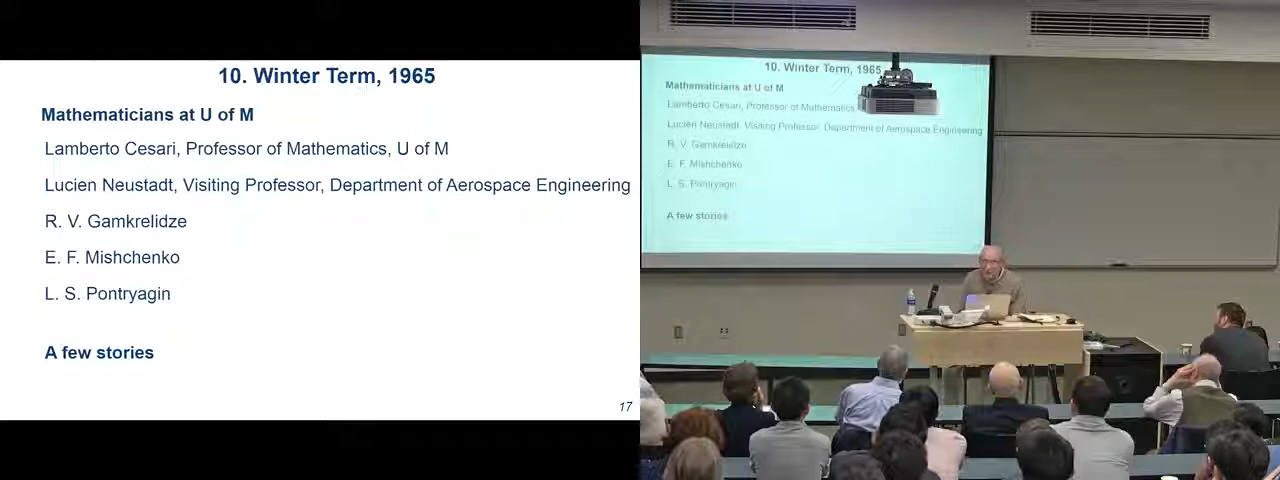 10. Winter Term, 1965
Mathematicians at U of M
Lamberto Cesari, Professor of Mathematics, U of M
Lucien Neustadt, Visiting Professor, Department of Aerospace Engineering
R. V. Gamkrelidze
E. F. Mishchenko
L. S. Pontryagin
A few stories
17
10. Winter Term, 1965
Mathematicians at U of M
Lamberto Cesari, Professor of Mathematics
Lucien Neustadt, Visiting Professor, Department of Aerospace Engineering
R. V. Gamkrelidze
E. F. Mishchenko
L. S. Pontryagin
A few stories